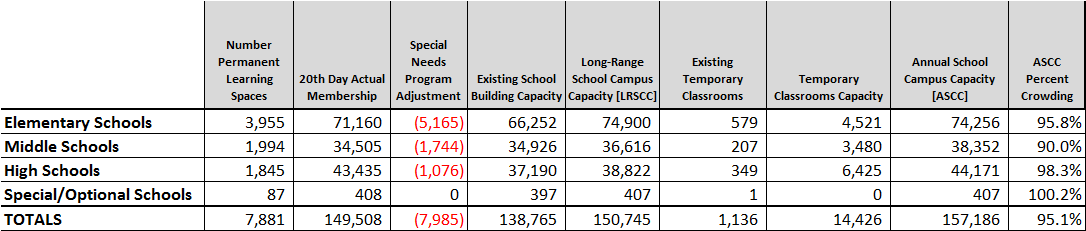 Number Permanent Learning Spaces | 20th Day Actual Membership | Special Needs Program Adjustment | Existing School Building Capacity | Long-Range School Campus Capacity [LRSCC] | Existing Temporary Classrooms | Temporary Classrooms Capacity | Annual School Campus Capacity [ASCC] | ASCC Percent Crowding
Elementary Schools 3,955 71,160 (5,165) 66,252 74,900 579 4,521 74,256 95.8%
Middle Schools 1,994 34,505 (1,744) 34,926 36,616 207 3,480 38,352 90.0%
High Schools 1,845 43,435 (1,076) 37,190 38,822 349 6,425 44,171 98.3%
Special/Optional Schools 87 408 0 397 407 1 0 407 100.2%
TOTALS 7,881 149,508 (7,985) 138,765 150,745 1,136 14,426 157,186 95.1%